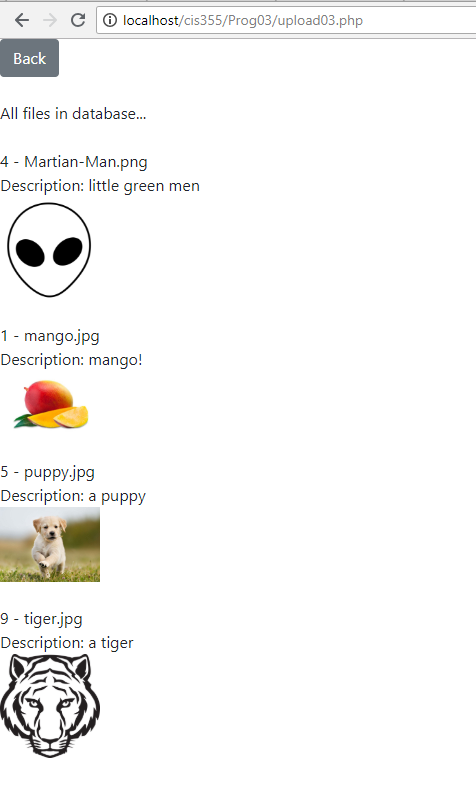 localhost/cis355/Prog03/upload03.php
Back
All files in database...
4 - Martian-Man.png
Description: little green men
1 - mango.jpg
Description: mango!
5 - puppy.jpg
Description: a puppy
9 - tiger.jpg
Description: a tiger